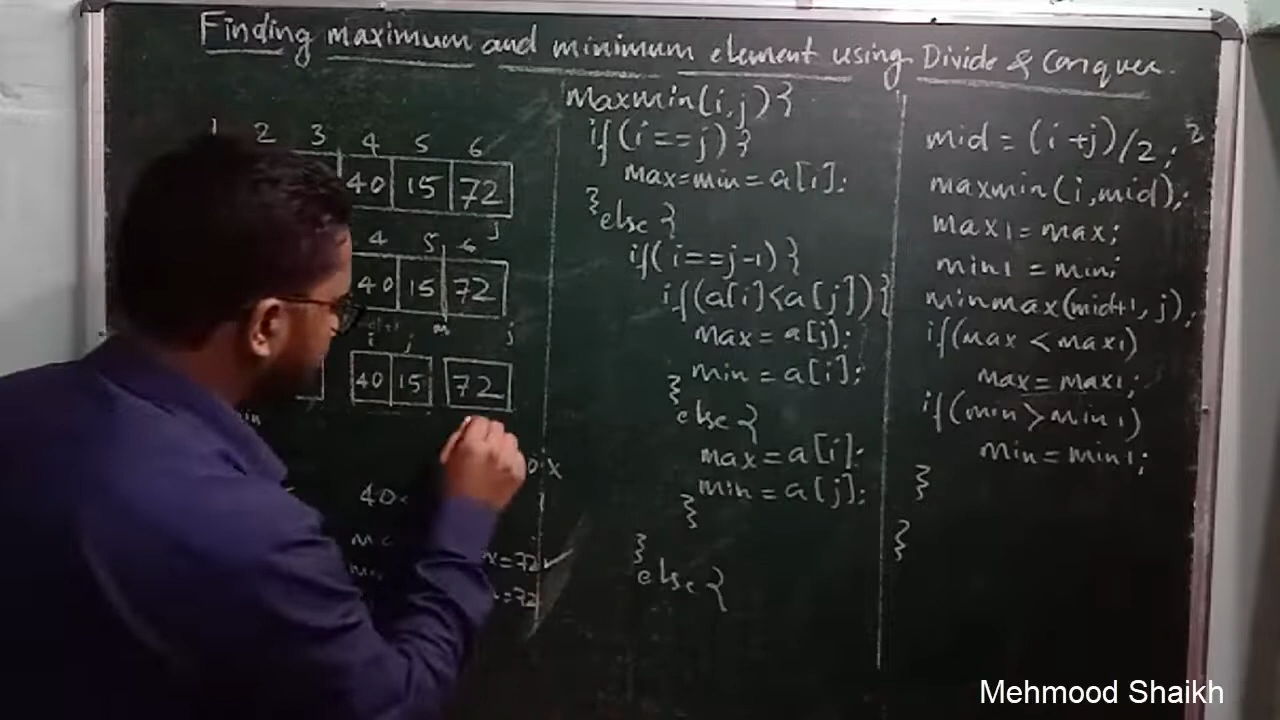 Finding maximum and minimum element using Divide & Conquer.
1 2 3 4 5 6
40 15 72
j
4 5 6
40 15 72
m j
i j
40 15 72
min
40<
x=72 ✓
=72
maxmin(i,j){
if(i==j){
max=min=a[i];
}else{
if(i==j-1){
if(a[i]<a[j]){
max=a[j];
min=a[i];
}
else{
max=a[i];
min=a[j];
}
}
else{
mid=(i+j)/2;
maxmin(i,mid);
max1=max;
min1=min;
minmax(mid+1,j);
if(max<max1)
max=max1;
if(min>min1)
min=min1;
}
}
Mehmood Shaikh